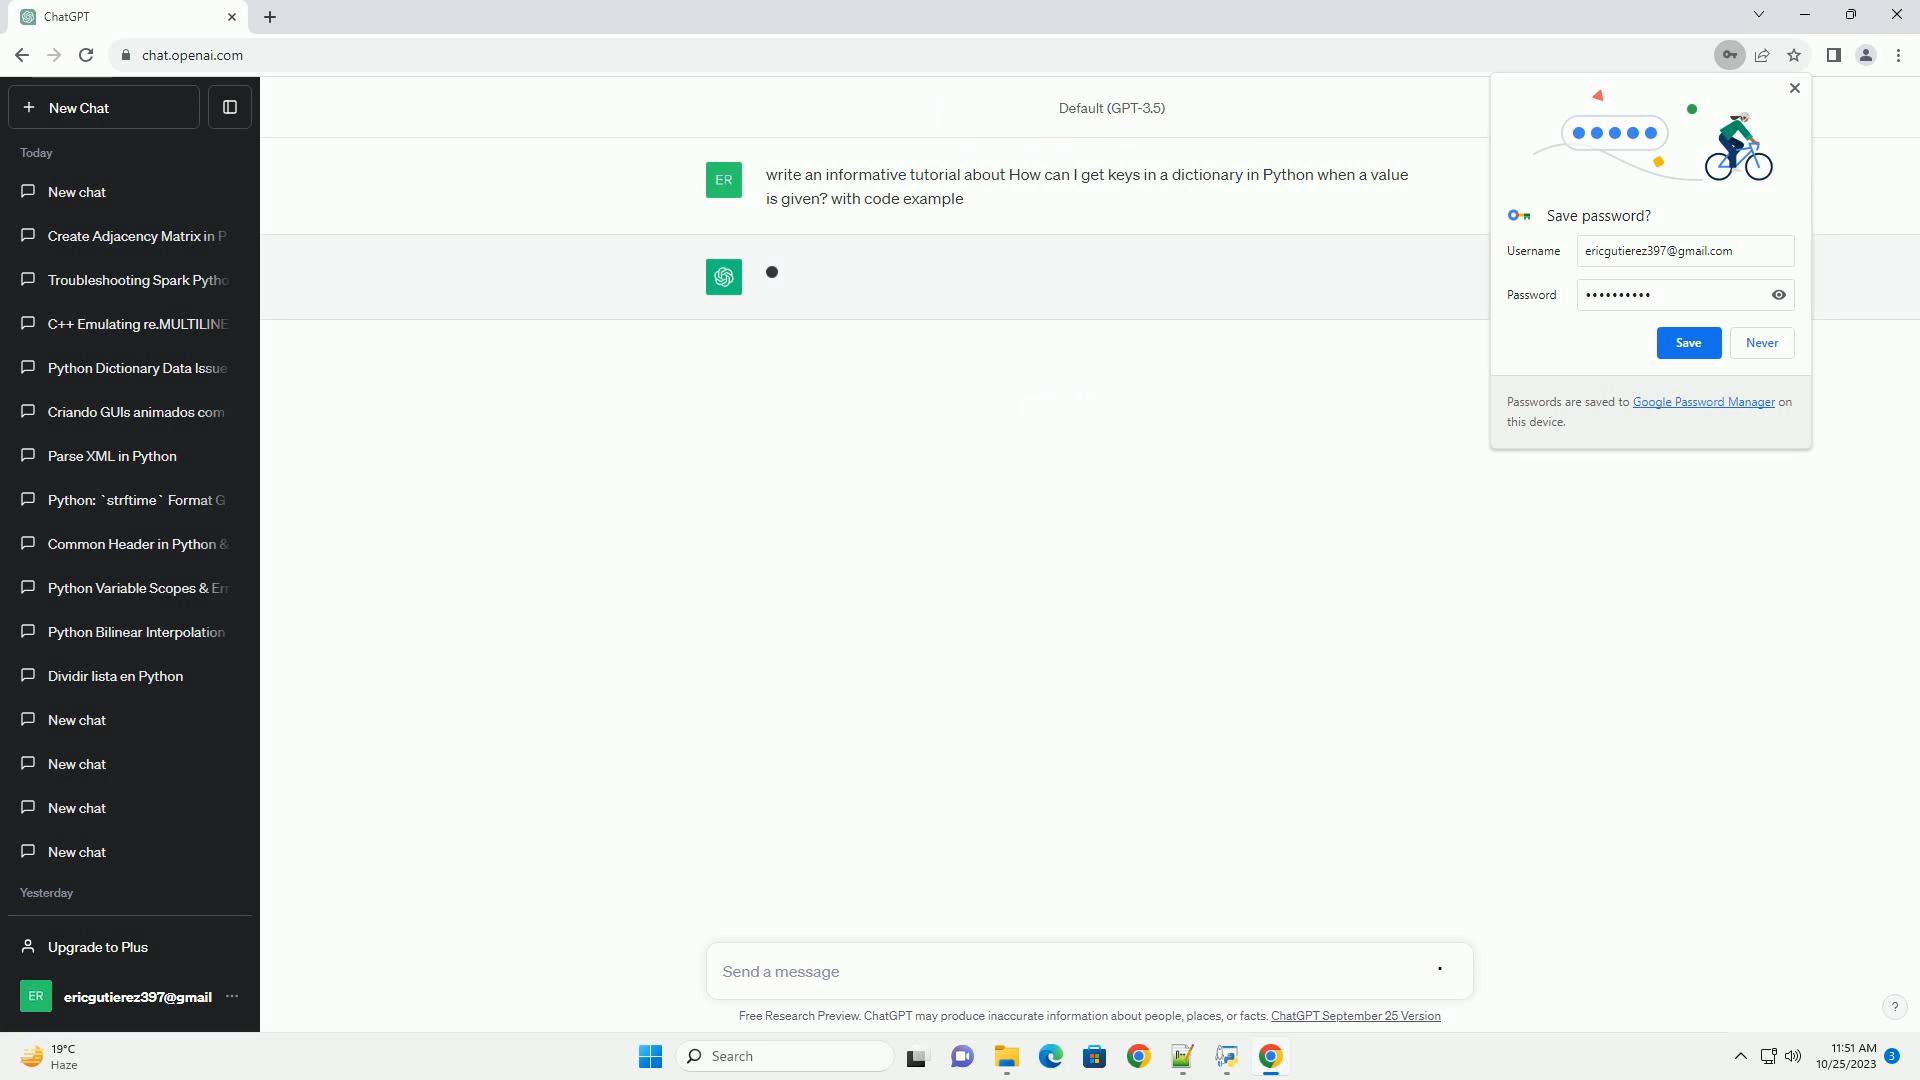 ChatGPT
chat.openai.com
New Chat
Today
New chat
Create Adjacency Matrix in P
Troubleshooting Spark Pytho
C++ Emulating re.MULTILINE
Python Dictionary Data Issue
Criando GUIs animados com
Parse XML in Python
Python: `strftime` Format G
Common Header in Python &
Python Variable Scopes & Err
Python Bilinear Interpolation
Dividir lista en Python
New chat
New chat
New chat
New chat
Yesterday
Upgrade to Plus
ER
ericgutierez397@gmail
Default (GPT-3.5)
ER
write an informative tutorial about How can I get keys in a dictionary in Python when a value
is given? with code example
Save password?
Username
ericgutierez397@gmail.com
Password
••••••••••
Save
Never
Passwords are saved to Google Password Manager on
this device.
Send a message
Free Research Preview. ChatGPT may produce inaccurate information about people, places, or facts. ChatGPT September 25 Version
?
19°C
Haze
Search
11:51 AM
10/25/2023
3